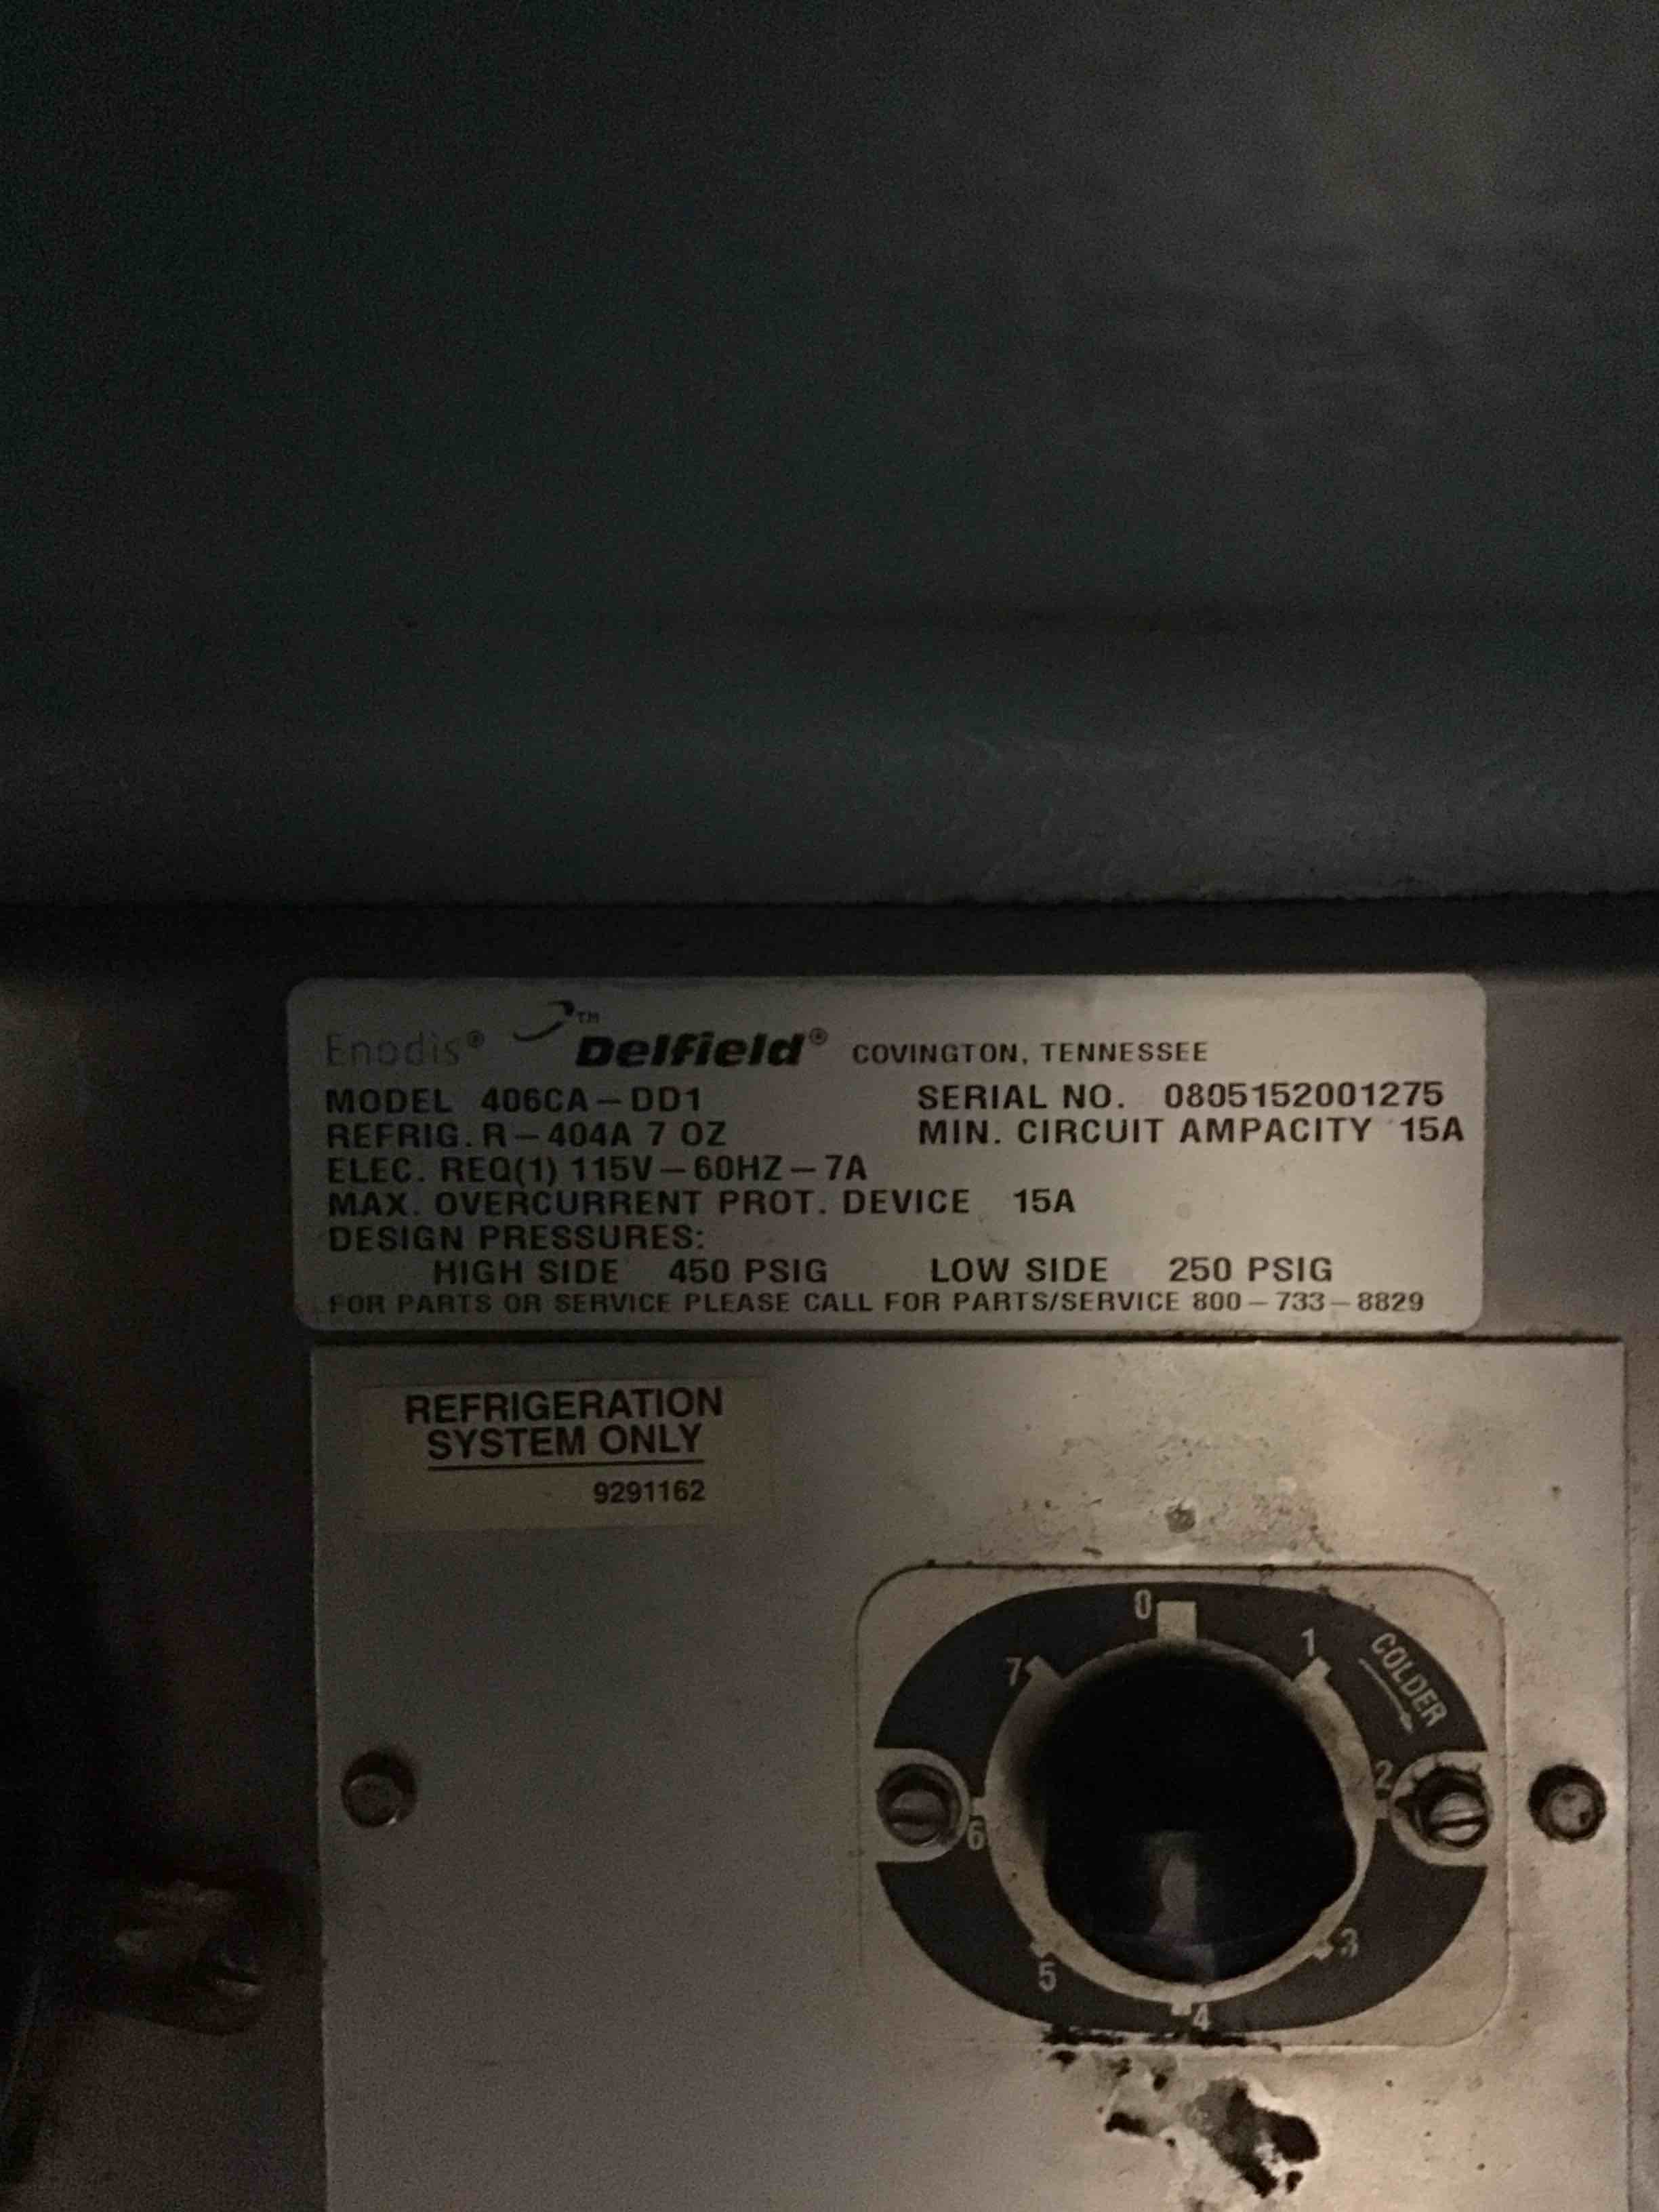 Enodis® ™Delfield® COVINGTON, TENNESSEE
MODEL 406CA-DD1 SERIAL NO. 0805152001275
REFRIG. R-404A 7 OZ MIN. CIRCUIT AMPACITY 15A
ELEC. REQ(1) 115V-60HZ-7A
MAX. OVERCURRENT PROT. DEVICE 15A
DESIGN PRESSURES:
HIGH SIDE 450 PSIG LOW SIDE 250 PSIG
FOR PARTS OR SERVICE PLEASE CALL FOR PARTS/SERVICE 800-733-8829
REFRIGERATION
SYSTEM ONLY
9291162
0
1
COLDER
2
3
4
5
6
7